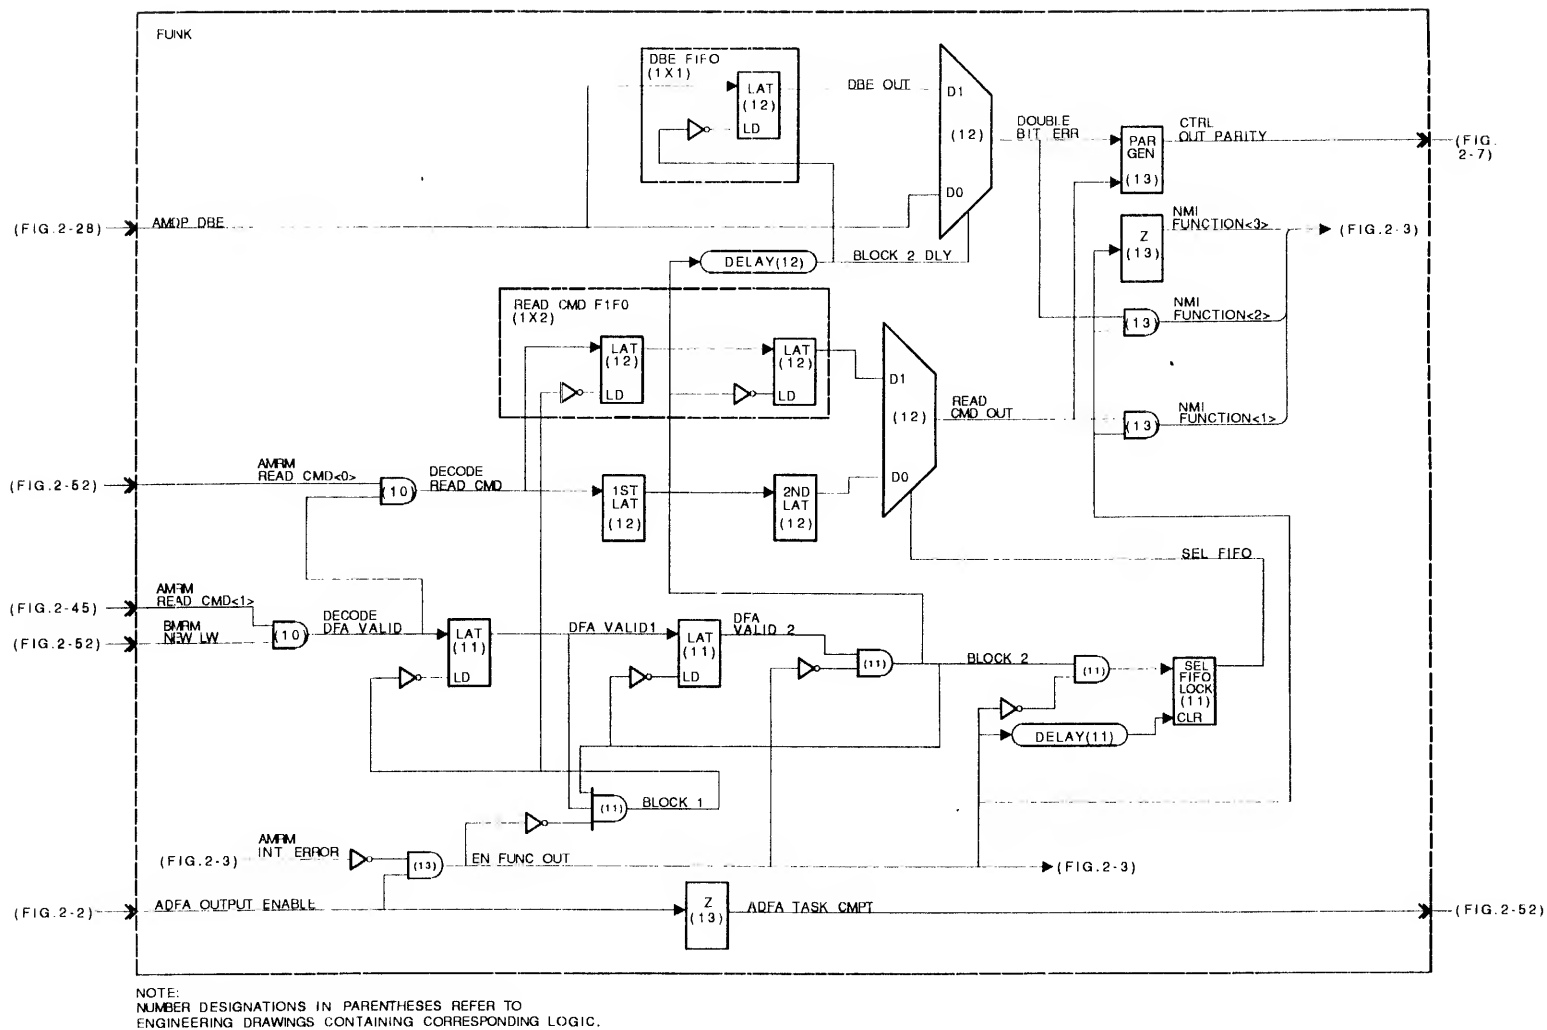 FUNK
DBE FIFO
(1X1)
LAT
(12)
LD
DBE OUT
D1
(12)
D0
DOUBLE
BIT ERR
PAR
GEN
(13)
CTRL
OUT PARITY
(FIG.
2-7)
(FIG.2-28)
AMDP DBE
DELAY(12)
BLOCK 2 DLY
Z
(13)
NMI
FUNCTION<3>
(FIG.2-3)
(13)
NMI
FUNCTION<2>
READ CMD F1F0
(1X2)
LAT
(12)
LD
LAT
(12)
LD
D1
(12)
D0
READ
CMD OUT
(13)
NMI
FUNCTION<1>
(FIG.2-52)
AMRM
READ CMD<0>
(10)
DECODE
READ CMD
1ST
LAT
(12)
2ND
LAT
(12)
SEL FIFO
(FIG.2-45)
AMRM
READ CMD<1>
(FIG.2-52)
BMRM
NEW LW
(10)
DECODE
DFA VALID
LAT
(11)
LD
DFA VALID1
LAT
(11)
LD
DFA
VALID 2
(11)
BLOCK 2
(11)
SEL
FIFO
LOCK
(11)
CLR
DELAY(11)
(11)
BLOCK 1
(FIG.2-3)
AMRM
INT ERROR
(13)
EN FUNC OUT
(FIG.2-3)
(FIG.2-2)
ADFA OUTPUT ENABLE
Z
(13)
ADFA TASK CMPT
(FIG.2-52)
NOTE:
NUMBER DESIGNATIONS IN PARENTHESES REFER TO
ENGINEERING DRAWINGS CONTAINING CORRESPONDING LOGIC.